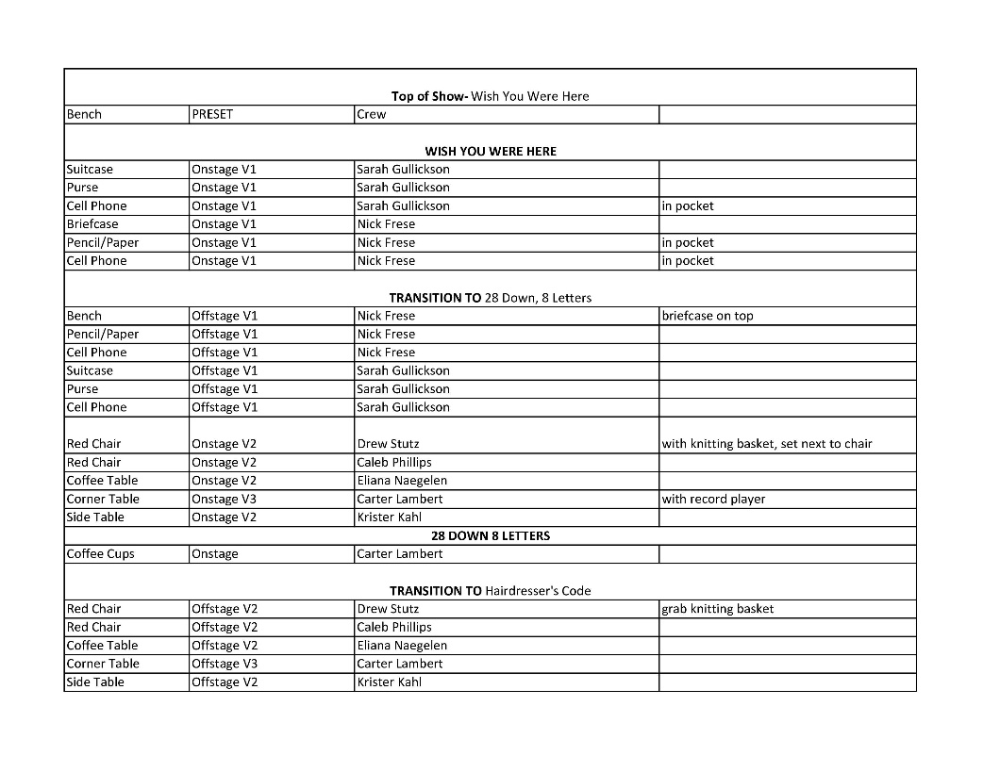 Top of Show- Wish You Were Here
Bench PRESET Crew
WISH YOU WERE HERE
Suitcase Onstage V1 Sarah Gullickson
Purse Onstage V1 Sarah Gullickson
Cell Phone Onstage V1 Sarah Gullickson in pocket
Briefcase Onstage V1 Nick Frese
Pencil/Paper Onstage V1 Nick Frese in pocket
Cell Phone Onstage V1 Nick Frese in pocket
TRANSITION TO 28 Down, 8 Letters
Bench Offstage V1 Nick Frese briefcase on top
Pencil/Paper Offstage V1 Nick Frese
Cell Phone Offstage V1 Nick Frese
Suitcase Offstage V1 Sarah Gullickson
Purse Offstage V1 Sarah Gullickson
Cell Phone Offstage V1 Sarah Gullickson
Red Chair Onstage V2 Drew Stutz with knitting basket, set next to chair
Red Chair Onstage V2 Caleb Phillips
Coffee Table Onstage V2 Eliana Naegelen
Corner Table Onstage V3 Carter Lambert with record player
Side Table Onstage V2 Krister Kahl
28 DOWN 8 LETTERS
Coffee Cups Onstage Carter Lambert
TRANSITION TO Hairdresser's Code
Red Chair Offstage V2 Drew Stutz grab knitting basket
Red Chair Offstage V2 Caleb Phillips
Coffee Table Offstage V2 Eliana Naegelen
Corner Table Offstage V3 Carter Lambert
Side Table Offstage V2 Krister Kahl